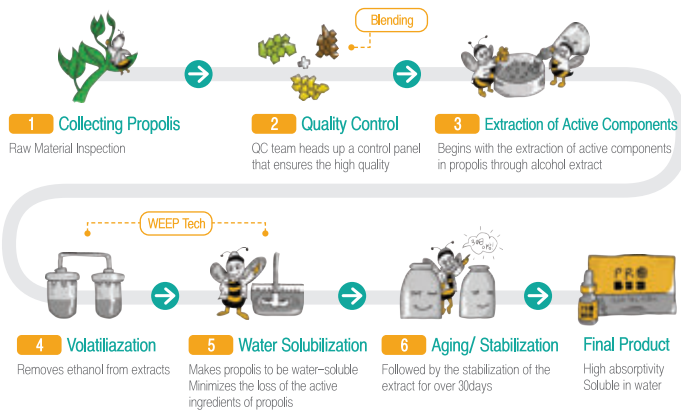 Blending
1 Collecting Propolis
Raw Material Inspection
2 Quality Control
QC team heads up a control panel
that ensures the high quality
3 Extraction of Active Components
Begins with the extraction of active components
in propolis through alcohol extract
WEEP Tech
4 Volatiliazation
Removes ethanol from extracts
5 Water Solubilization
Makes propolis to be water-soluble
Minimizes the loss of the active
ingredients of propolis
6 Aging/ Stabilization
Followed by the stabilization of the
extract for over 30days
PRO
Final Product
High absorptivity
Soluble in water